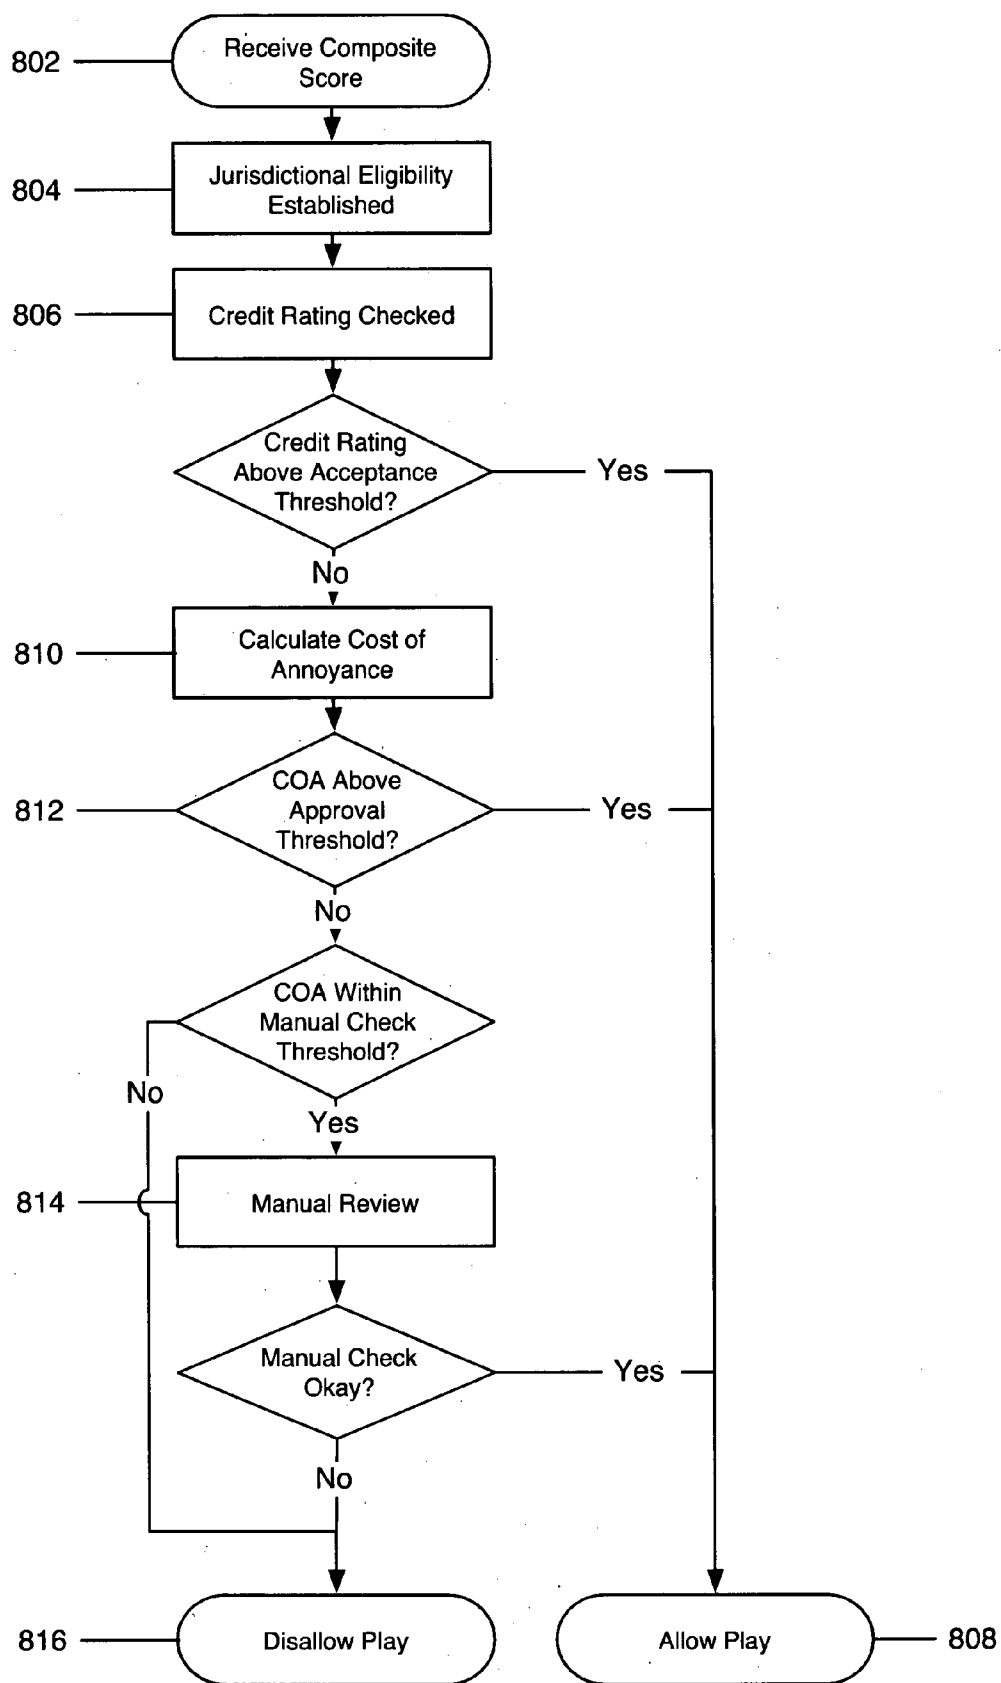 802
Receive Composite
Score
804
Jurisdictional Eligibility
Established
806
Credit Rating Checked
Credit Rating
Above Acceptance
Threshold?
Yes
No
810
Calculate Cost of
Annoyance
812
COA Above
Approval
Threshold?
Yes
No
COA Within
Manual Check
Threshold?
No
Yes
814
Manual Review
Manual Check
Okay?
Yes
No
816
Disallow Play
Allow Play
808